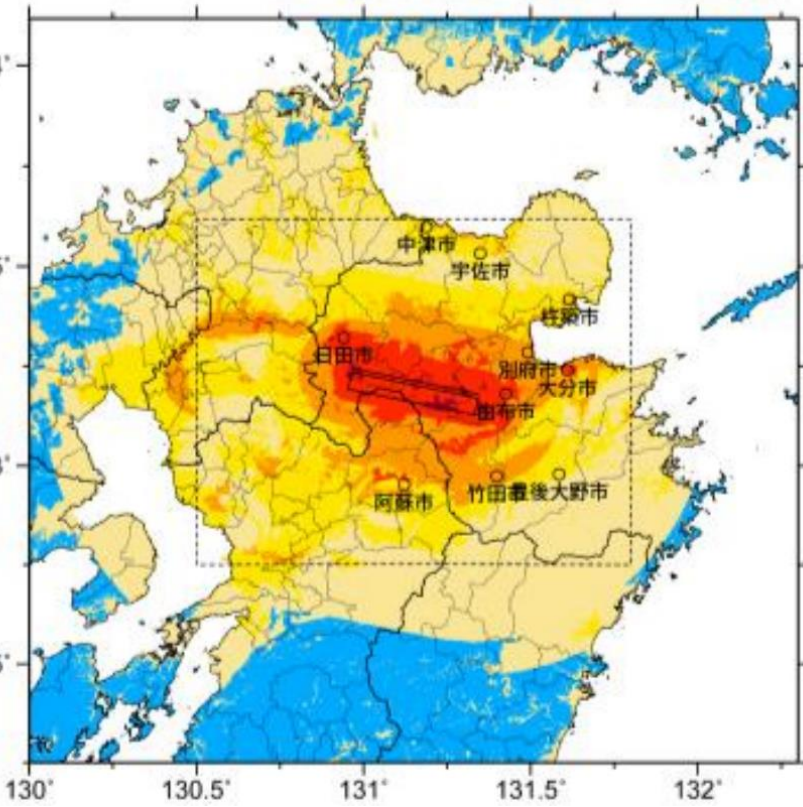 中津市
宇佐市
杵築市
日田市
別府市
大分市
由布市
阿蘇市
竹田市
豊後大野市
130°
130.5°
131°
131.5°
132°